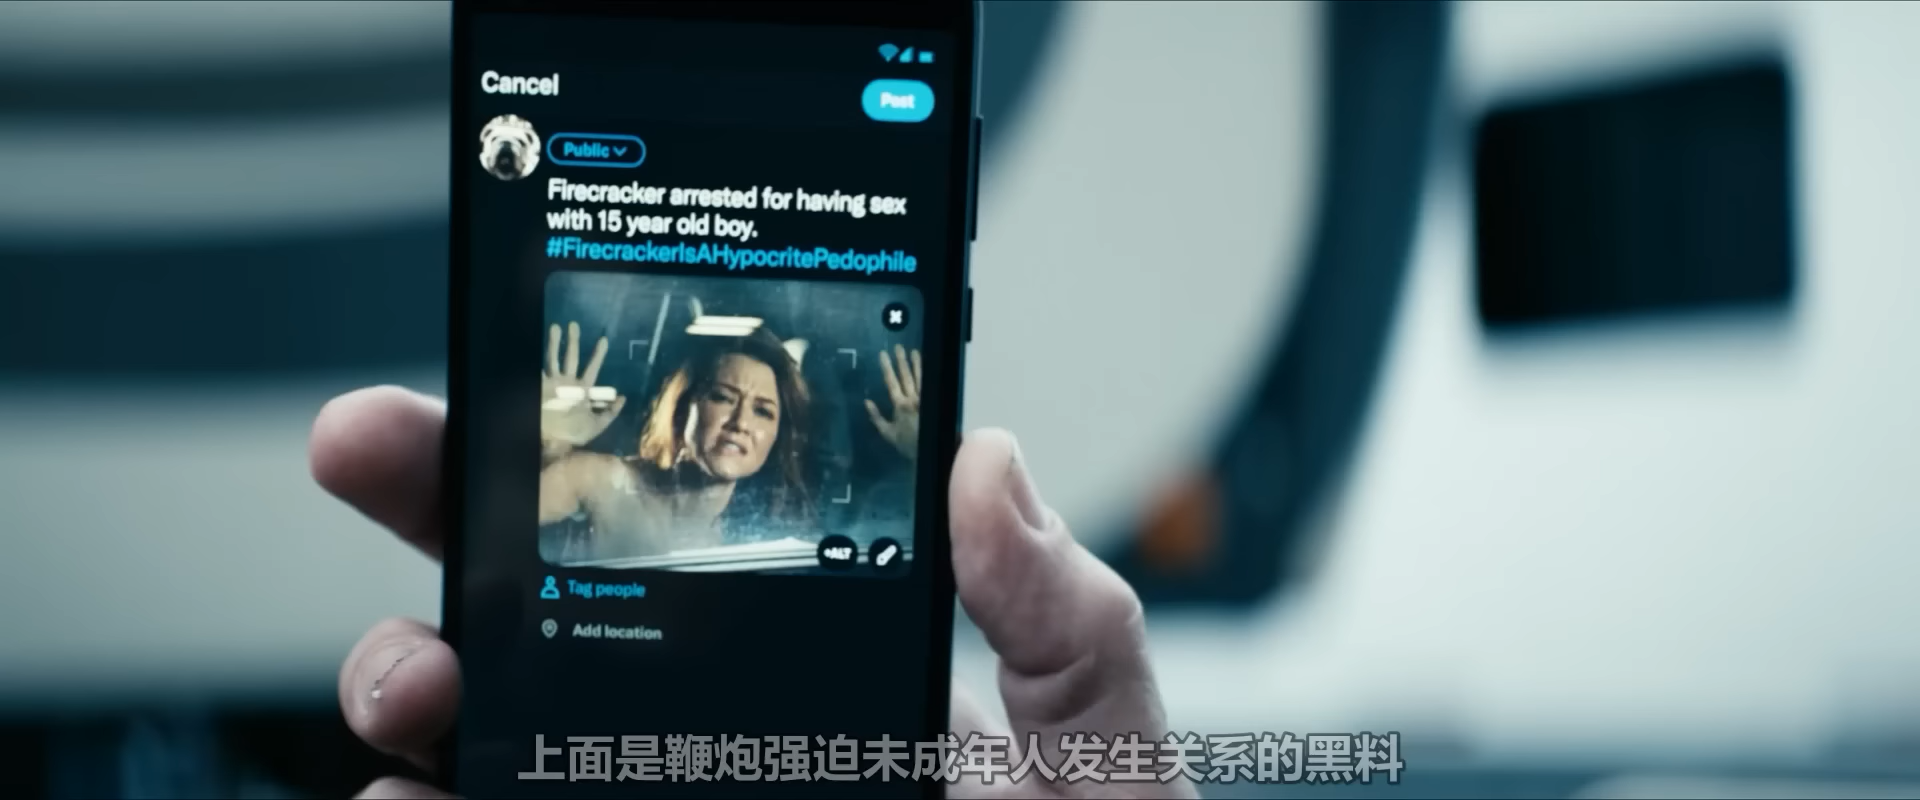 Cancel
Post
Public
Firecracker arrested for having sex
with 15 year old boy.
#FirecrackerIsAHypocritePedophile
+ALT
Tag people
Add location
上面是鞭炮强迫未成年人发生关系的黑料